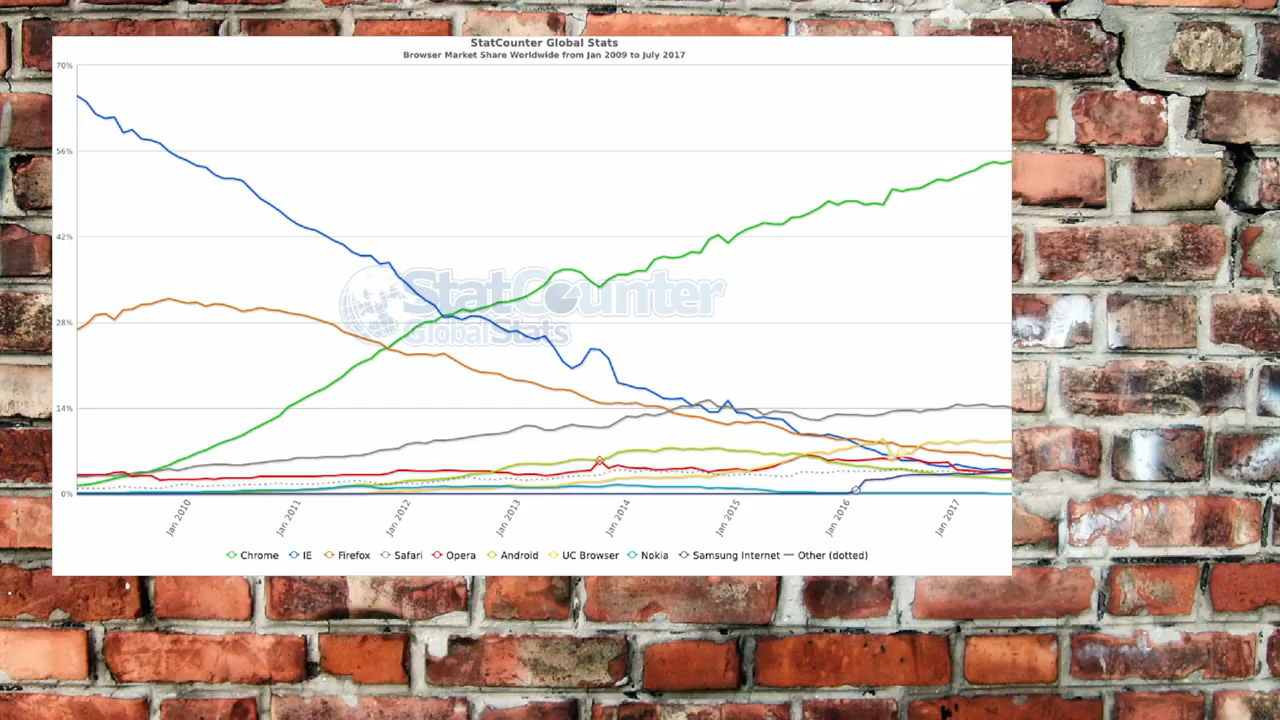 StatCounter Global Stats
Browser Market Share Worldwide from Jan 2009 to July 2017
70%
56%
42%
28%
14%
0%
StatCounter
GlobalStats
Jan 2010
Jan 2011
Jan 2012
Jan 2013
Jan 2014
Jan 2015
Jan 2016
Jan 2017
Chrome IE Firefox Safari Opera Android UC Browser Nokia Samsung Internet Other (dotted)